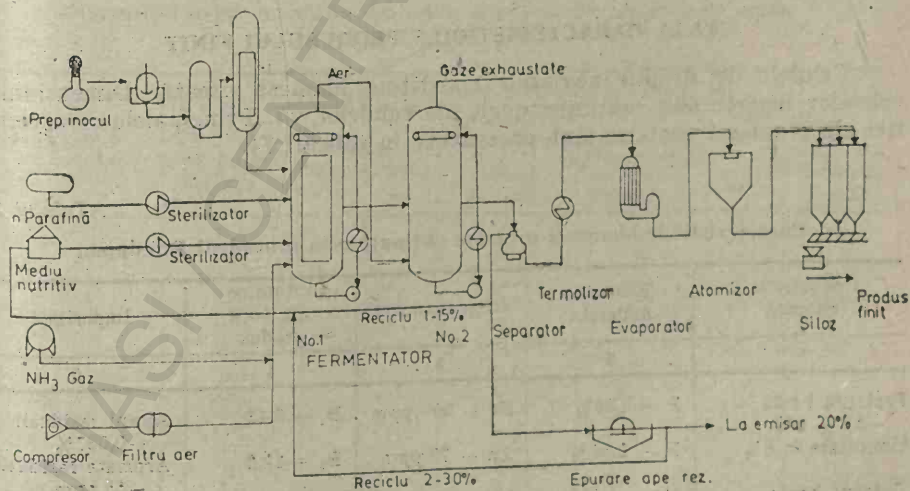 Prep. inocul
Aer
Gaze exhaustate
n Parafină
Sterilizator
Sterilizator
Mediu
nutritiv
NH₃ Gaz
Compresor
Filtru aer
No.1
No.2
FERMENTATOR
Reciclu 1-15%
Separator
Termolizor
Evaporator
Atomizor
Siloz
Produs
finit
La emisar 20%
Epurare ape rez.
Reciclu 2-30%
IASI / CENTR